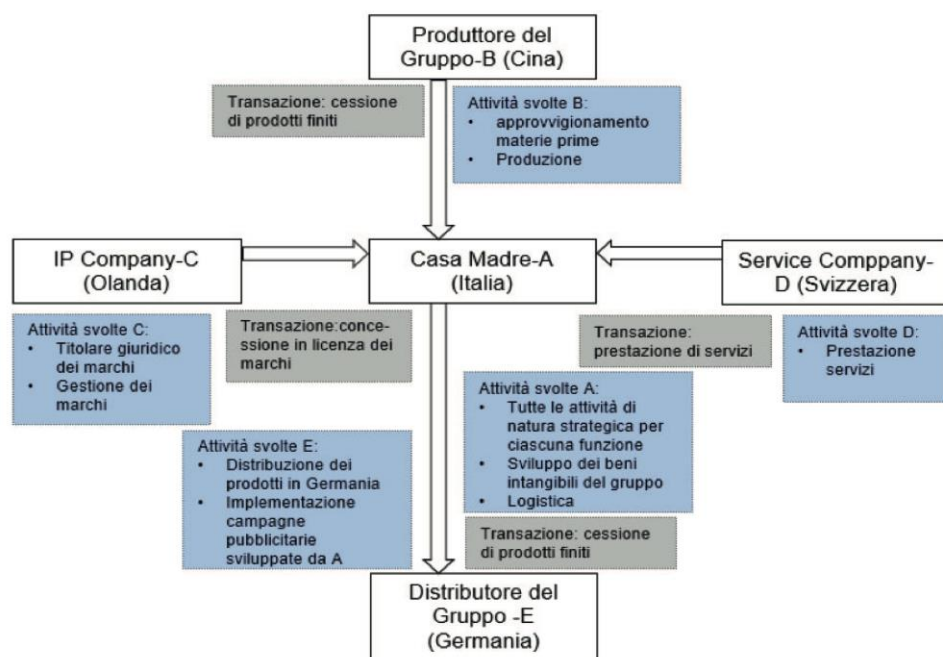 Produttore del
Gruppo-B (Cina)
Transazione: cessione
di prodotti finiti
Attività svolte B:
• approvvigionamento
materie prime
• Produzione
IP Company-C
(Olanda)
Casa Madre-A
(Italia)
Service Comppany-
D (Svizzera)
Attività svolte C:
• Titolare giuridico
dei marchi
• Gestione dei
marchi
Transazione:conce-
ssione in licenza dei
marchi
Transazione:
prestazione di servizi
Attività svolte D:
• Prestazione
servizi
Attività svolte A:
• Tutte le attività di
natura strategica per
ciascuna funzione
• Sviluppo dei beni
intangibili del gruppo
• Logistica
Attività svolte E:
• Distribuzione dei
prodotti in Germania
• Implementazione
campagne
pubblicitarie
sviluppate da A
Transazione: cessione
di prodotti finiti
Distributore del
Gruppo -E
(Germania)